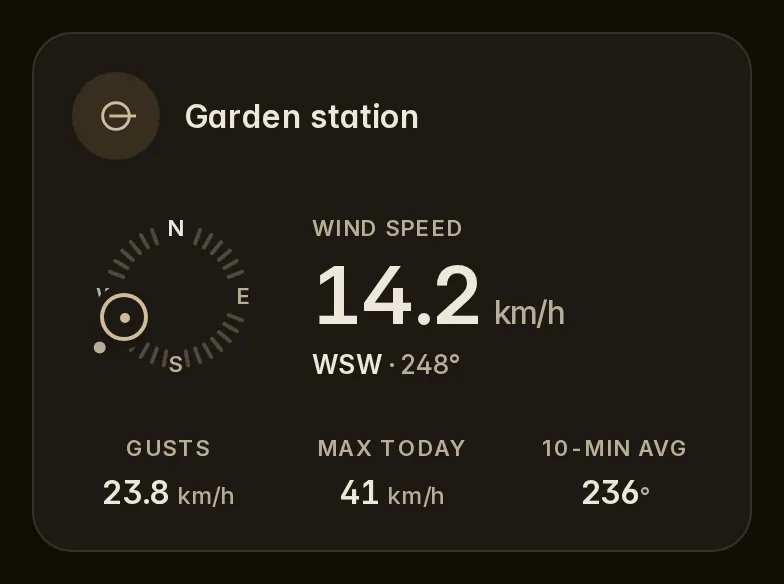 Garden station
N
E
S
WIND SPEED
14.2 km/h
WSW · 248°
GUSTS
23.8 km/h
MAX TODAY
41 km/h
10-MIN AVG
236°